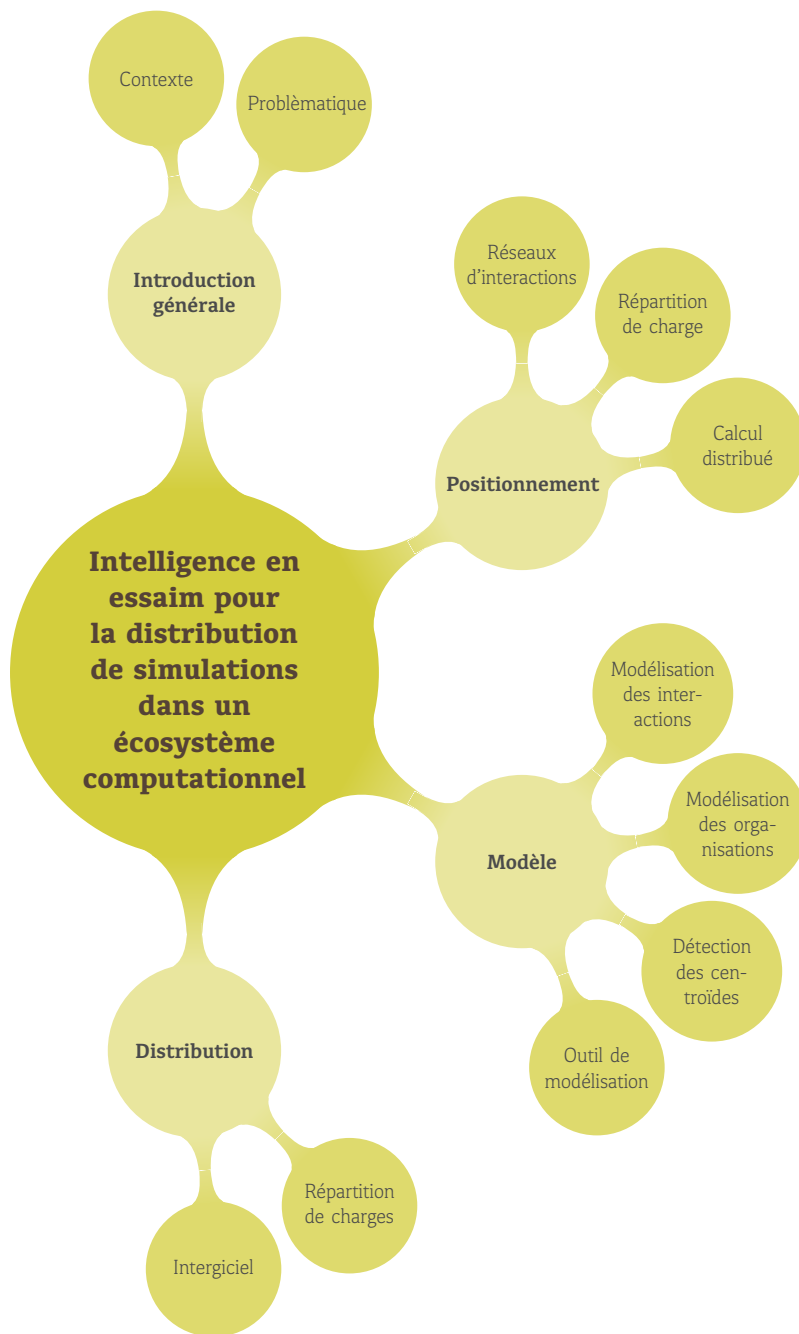 Contexte
Problèmatique
Introduction
générale
Réseaux
d'interactions
Répartition
de charge
Calcul
distribué
Positionnement
Intelligence en
essaim pour
la distribution
de simulations
dans un
écosystème
computationnel
Modélisation
des inter-
actions
Modélisation
des orga-
nisations
Modèle
Détection
des cen-
troïdes
Outil de
modélisation
Distribution
Répartition
de charges
Intergiciel